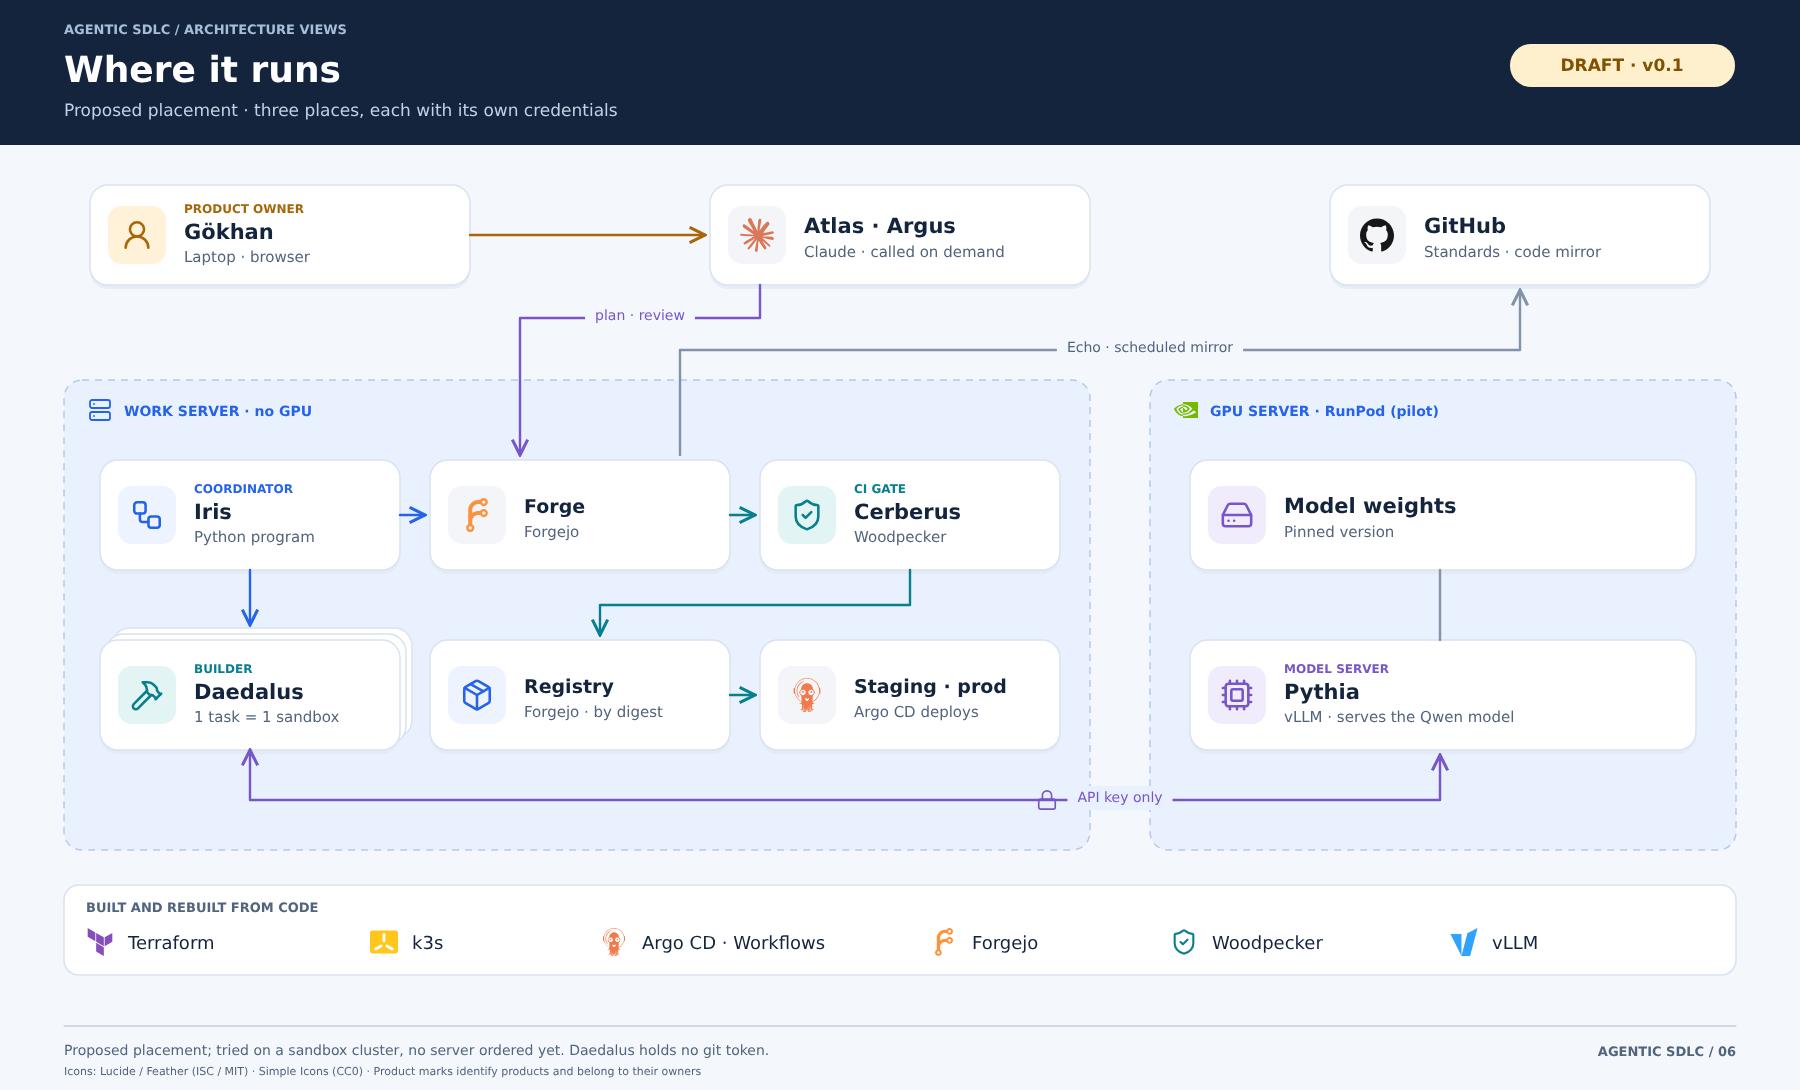 AGENTIC SDLC / ARCHITECTURE VIEWS
Where it runs
Proposed placement · three places, each with its own credentials
DRAFT · v0.1
PRODUCT OWNER
Gökhan
Laptop · browser
Atlas · Argus
Claude · called on demand
GitHub
Standards · code mirror
plan · review
Echo · scheduled mirror
WORK SERVER · no GPU
COORDINATOR
Iris
Python program
Forge
Forgejo
CI GATE
Cerberus
Woodpecker
BUILDER
Daedalus
1 task = 1 sandbox
Registry
Forgejo · by digest
Staging · prod
Argo CD deploys
GPU SERVER · RunPod (pilot)
Model weights
Pinned version
MODEL SERVER
Pythia
vLLM · serves the Qwen model
API key only
BUILT AND REBUILT FROM CODE
Terraform
k3s
Argo CD · Workflows
Forgejo
Woodpecker
vLLM
Proposed placement; tried on a sandbox cluster, no server ordered yet. Daedalus holds no git token.
Icons: Lucide / Feather (ISC / MIT) · Simple Icons (CC0) · Product marks identify products and belong to their owners
AGENTIC SDLC / 06